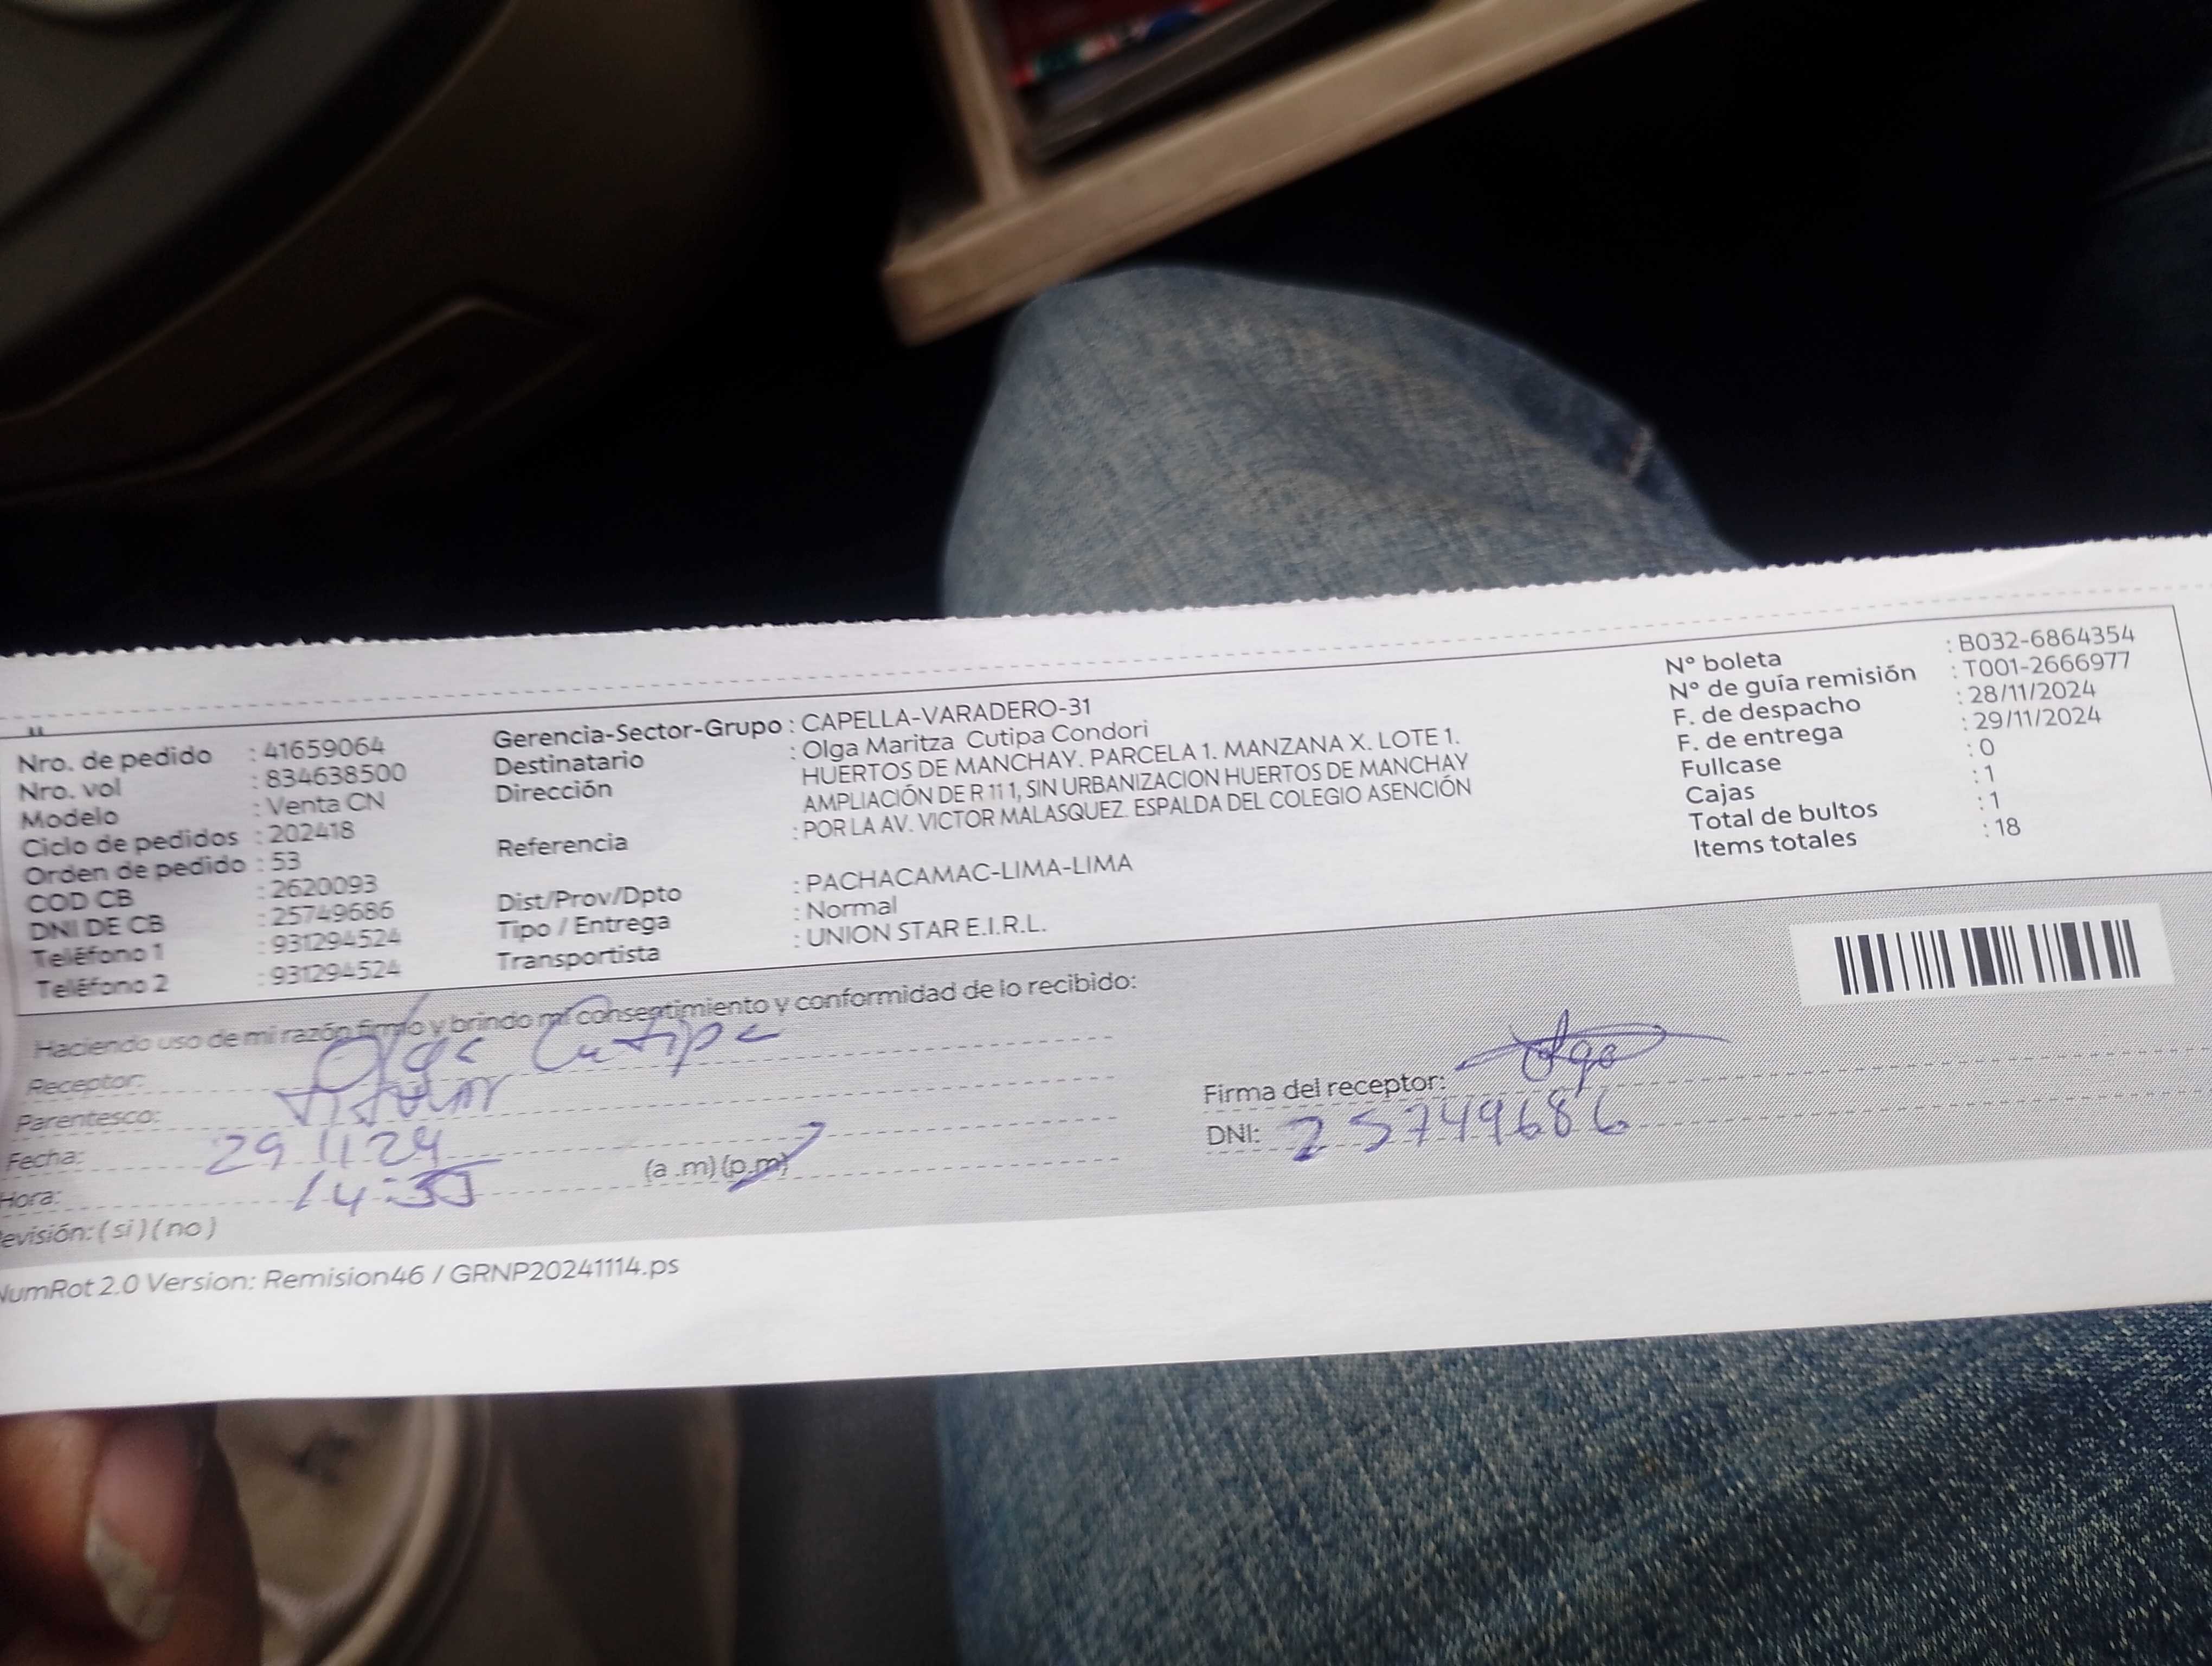 Nro. de pedido : 41659064
Nro. vol : 834638500
Modelo : Venta CN
Ciclo de pedidos : 202418
Orden de pedido : 53
COD CB : 2620093
DNI DE CB : 25749686
Teléfono 1 : 931294524
Teléfono 2 : 931294524
Gerencia-Sector-Grupo : CAPELLA-VARADERO-31
Destinatario : Olga Maritza Cutipa Condori
Dirección HUERTOS DE MANCHAY. PARCELA 1. MANZANA X. LOTE 1.
AMPLIACIÓN DE R 11 1, SIN URBANIZACION HUERTOS DE MANCHAY
Referencia : POR LA AV. VICTOR MALASQUEZ. ESPALDA DEL COLEGIO ASENCIÓN
Dist/Prov/Dpto : PACHACAMAC-LIMA-LIMA
Tipo / Entrega : Normal
Transportista : UNION STAR E.I.R.L.
N° boleta : B032-6864354
N° de guía remisión : T001-2666977
F. de despacho : 28/11/2024
F. de entrega : 29/11/2024
Fullcase : 0
Cajas : 1
Total de bultos : 1
Items totales : 18
Haciendo uso de mi razón firmo y brindo mi consentimiento y conformidad de lo recibido:
Receptor: Olga Cutipa
Parentesco: Titular
Fecha: 29 11 24
Hora: 14:35 (a .m) (p.m)
evisión: ( si ) ( no )
Firma del receptor: Olga
DNI: 25749686
NumRot 2.0 Version: Remision46 / GRNP20241114.ps